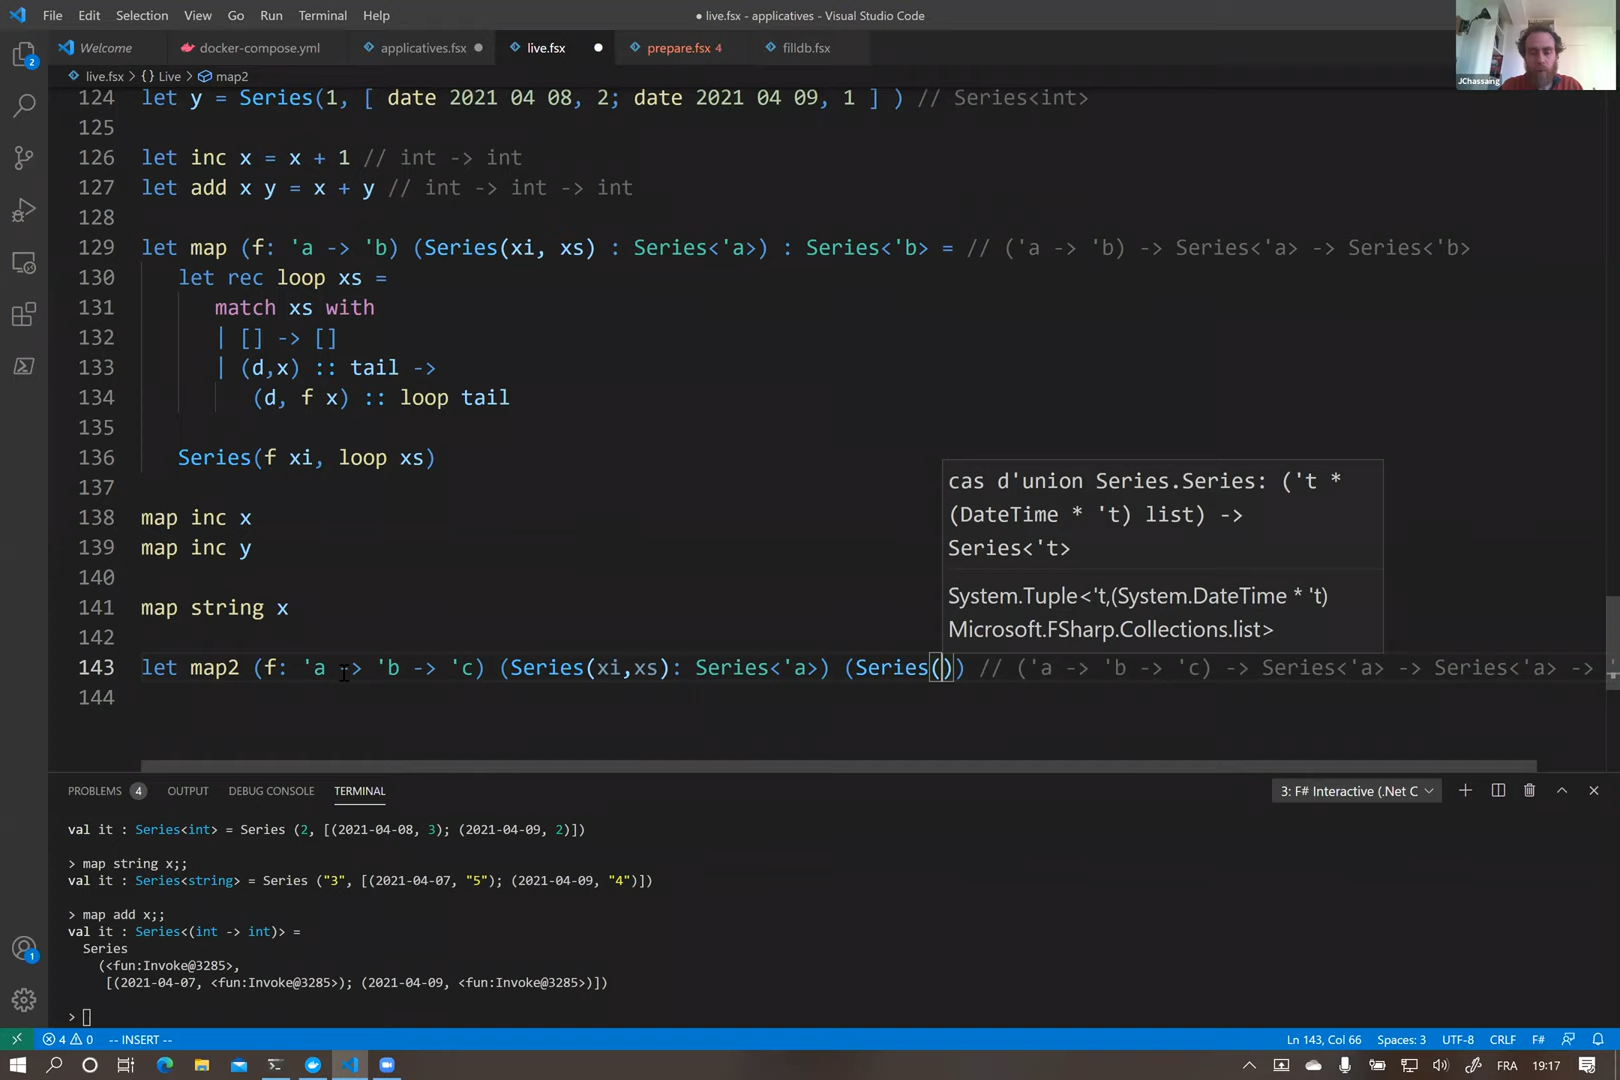 File Edit Selection View Go Run Terminal Help
● live.fsx - applicatives - Visual Studio Code
JChassaing
Welcome docker-compose.yml applicatives.fsx ● live.fsx ● prepare.fsx 4 filldb.fsx
live.fsx > {} Live > map2
124 let y = Series(1, [ date 2021 04 08, 2; date 2021 04 09, 1 ] ) // Series<int>
125
126 let inc x = x + 1 // int -> int
127 let add x y = x + y // int -> int -> int
128
129 let map (f: 'a -> 'b) (Series(xi, xs) : Series<'a>) : Series<'b> = // ('a -> 'b) -> Series<'a> -> Series<'b>
130 let rec loop xs =
131 match xs with
132 | [] -> []
133 | (d,x) :: tail ->
134 (d, f x) :: loop tail
135
136 Series(f xi, loop xs)
137
138 map inc x
139 map inc y
140
141 map string x
142
143 let map2 (f: 'a -> 'b -> 'c) (Series(xi,xs): Series<'a>) (Series()) // ('a -> 'b -> 'c) -> Series<'a> -> Series<'a> -> '
144
cas d'union Series.Series: ('t *
(DateTime * 't) list) ->
Series<'t>
System.Tuple<'t,(System.DateTime * 't)
Microsoft.FSharp.Collections.list>
PROBLEMS 4 OUTPUT DEBUG CONSOLE TERMINAL 3: F# Interactive (.Net C
val it : Series<int> = Series (2, [(2021-04-08, 3); (2021-04-09, 2)])
> map string x;;
val it : Series<string> = Series ("3", [(2021-04-07, "5"); (2021-04-09, "4")])
> map add x;;
val it : Series<(int -> int)> =
Series
(<fun:Invoke@3285>,
[(2021-04-07, <fun:Invoke@3285>); (2021-04-09, <fun:Invoke@3285>)])
>
2
1
4 0 -- INSERT -- Ln 143, Col 66 Spaces: 3 UTF-8 CRLF F#
FRA 19:17